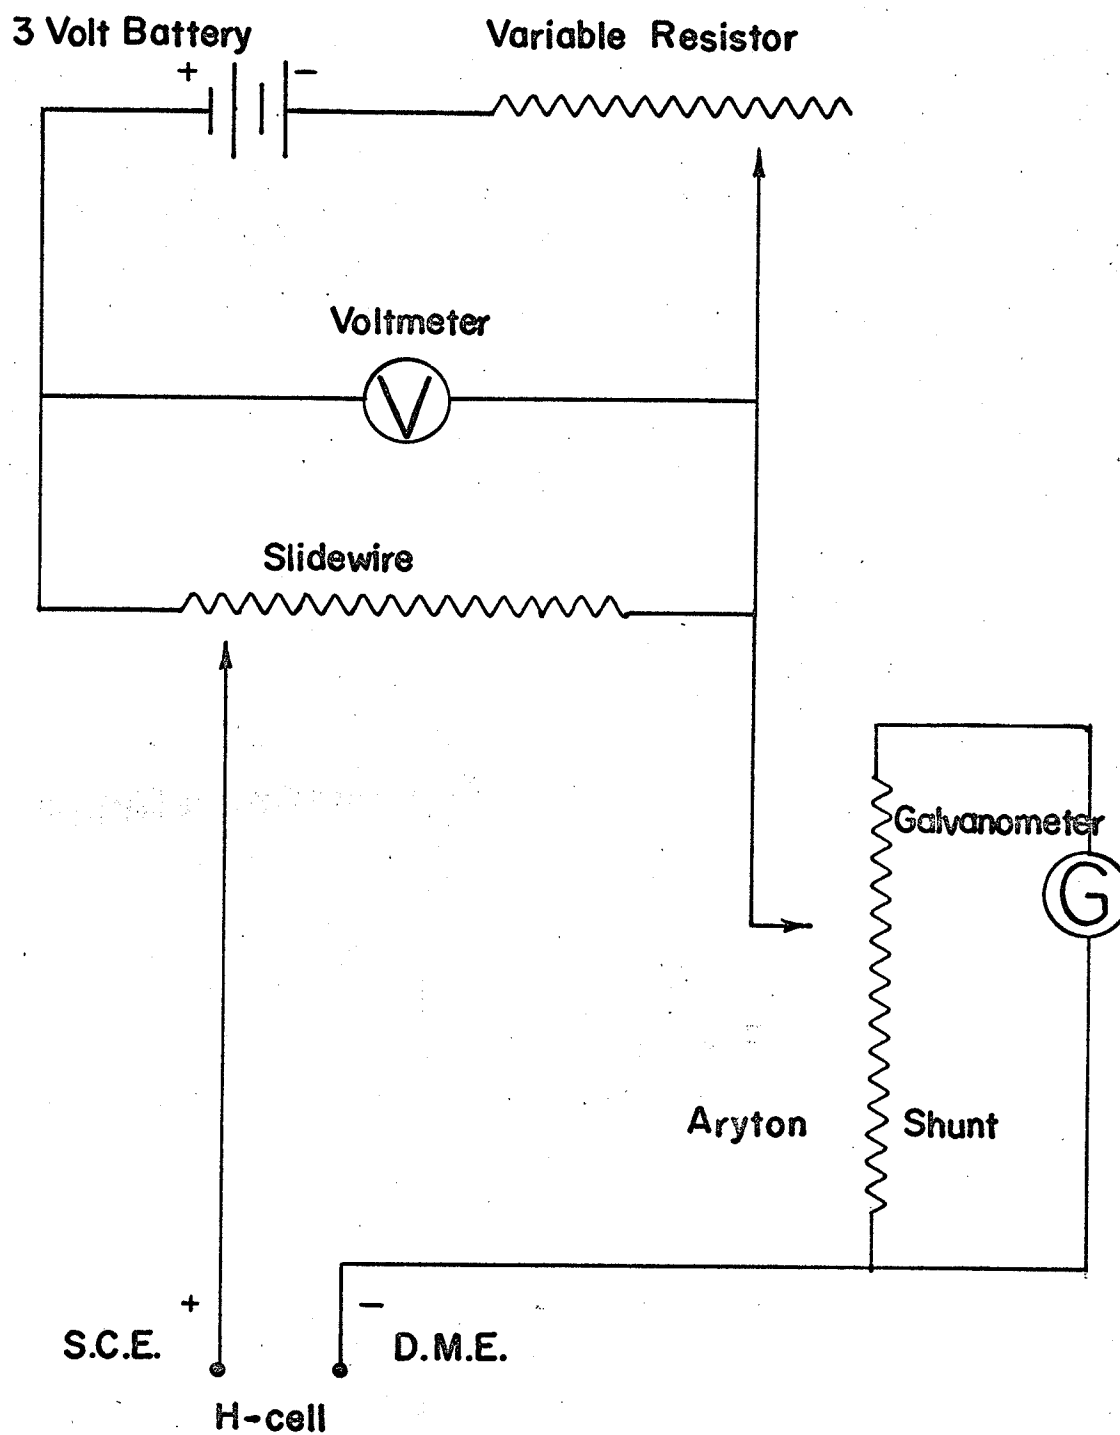 3 Volt Battery
Variable Resistor
+ −
Voltmeter
V
Slidewire
Galvanometer
G
Aryton Shunt
+ −
S.C.E. D.M.E.
H-cell